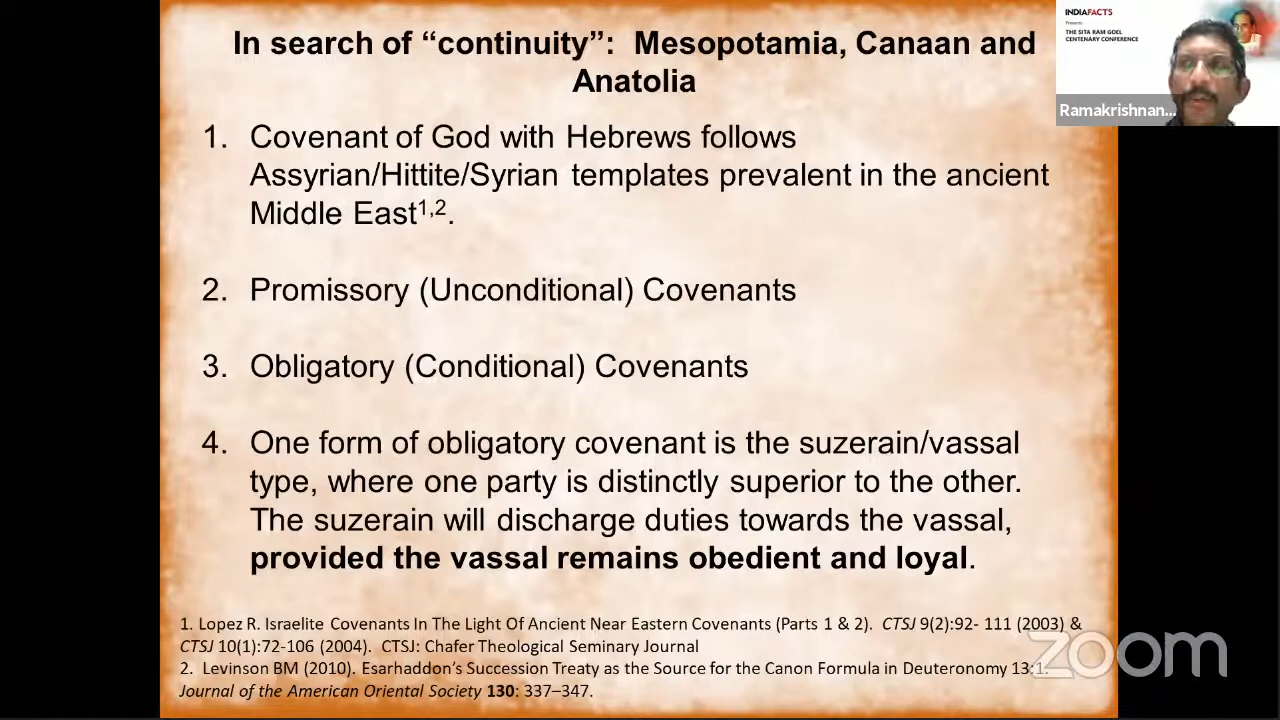 In search of “continuity”: Mesopotamia, Canaan and
Anatolia
1. Covenant of God with Hebrews follows
Assyrian/Hittite/Syrian templates prevalent in the ancient
Middle East1,2.
2. Promissory (Unconditional) Covenants
3. Obligatory (Conditional) Covenants
4. One form of obligatory covenant is the suzerain/vassal
type, where one party is distinctly superior to the other.
The suzerain will discharge duties towards the vassal,
provided the vassal remains obedient and loyal.
1. Lopez R. Israelite Covenants In The Light Of Ancient Near Eastern Covenants (Parts 1 & 2). CTSJ 9(2):92- 111 (2003) &
CTSJ 10(1):72-106 (2004). CTSJ: Chafer Theological Seminary Journal
2. Levinson BM (2010). Esarhaddon’s Succession Treaty as the Source for the Canon Formula in Deuteronomy 13:1.
Journal of the American Oriental Society 130: 337–347.
INDIAFACTS
Presents
THE SITA RAM GOEL
CENTENARY CONFERENCE
Ramakrishnan...
zoom